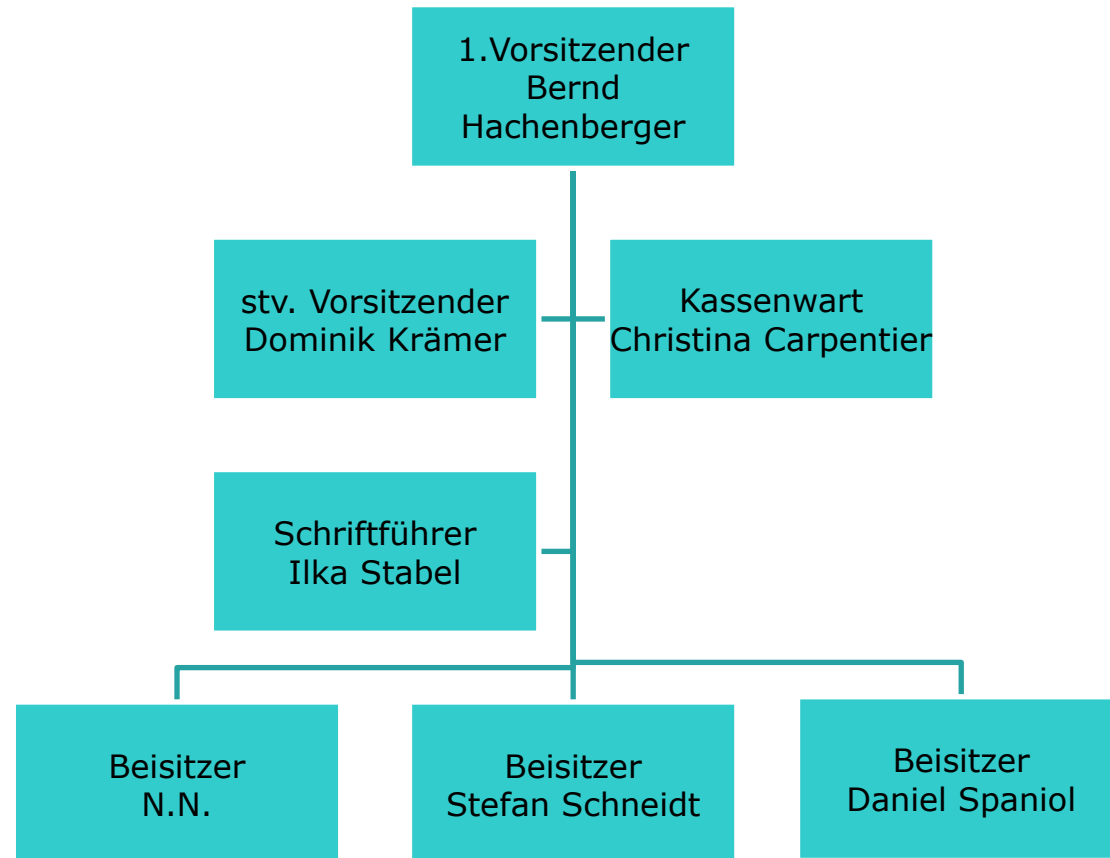 1.Vorsitzender
Bernd
Hachenberger
stv. Vorsitzender
Dominik Krämer
Kassenwart
Christina Carpentier
Schriftführer
Ilka Stabel
Beisitzer
N.N.
Beisitzer
Stefan Schneidt
Beisitzer
Daniel Spaniol